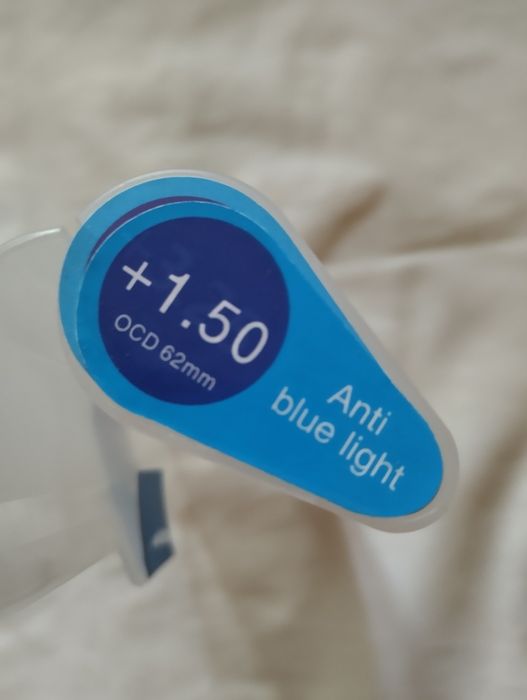 +1.50
OCD 62mm
Anti
blue light